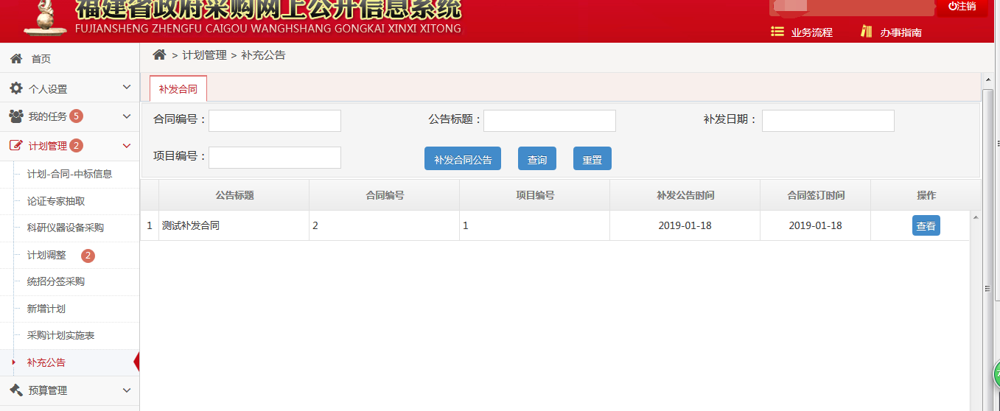 福建省政府采购网上公开信息系统
注销
FUJIANSHENG ZHENGFU CAIGOU WANGHSHANG GONGKAI XINXI XITONG
业务流程
办事指南
首页
> 计划管理 > 补充公告
个人设置
我的任务 5
计划管理 2
计划-合同-中标信息
论证专家抽取
科研仪器设备采购
计划调整 2
统招分签采购
新增计划
采购计划实施表
补充公告
预算管理
补发合同
合同编号：
公告标题：
补发日期：
项目编号：
补发合同公告
查询
重置
公告标题 合同编号 项目编号 补发公告时间 合同签订时间 操作
1 测试补发合同 2 1 2019-01-18 2019-01-18 查看